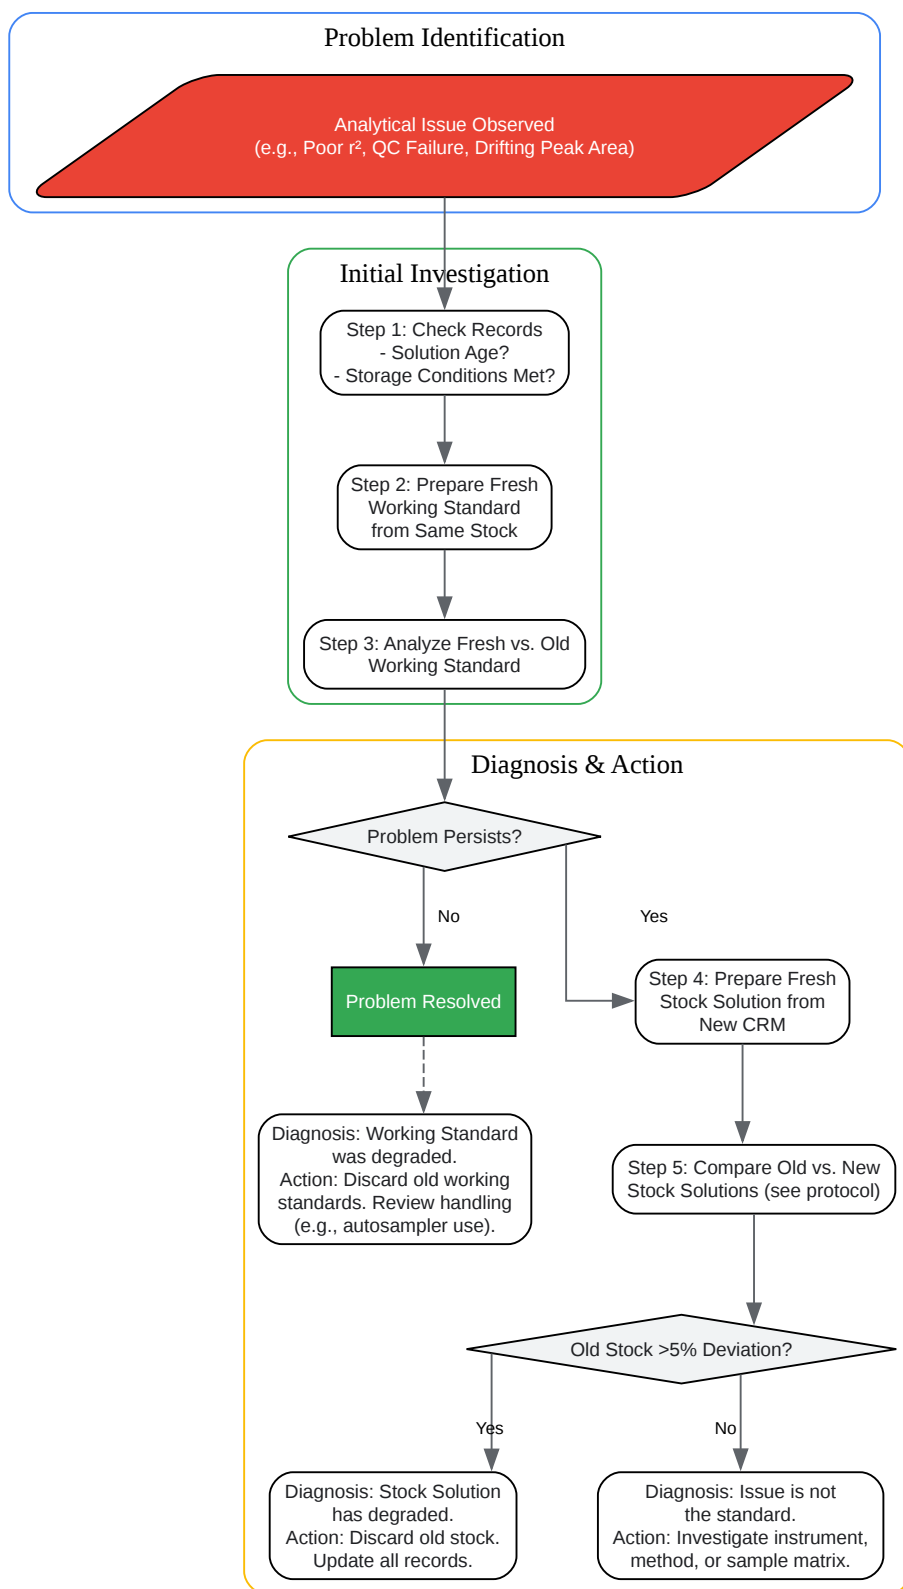 Problem Identification
Analytical Issue Observed
(e.g., Poor r², QC Failure, Drifting Peak Area)
Initial Investigation
Step 1: Check Records
- Solution Age?
- Storage Conditions Met?
Step 2: Prepare Fresh
Working Standard
from Same Stock
Step 3: Analyze Fresh vs. Old
Working Standard
Diagnosis & Action
Problem Persists?
No
Yes
Problem Resolved
Step 4: Prepare Fresh
Stock Solution from
New CRM
Diagnosis: Working Standard
was degraded.
Action: Discard old working
standards. Review handling
(e.g., autosampler use).
Step 5: Compare Old vs. New
Stock Solutions (see protocol)
Old Stock >5% Deviation?
Yes
No
Diagnosis: Stock Solution
has degraded.
Action: Discard old stock.
Update all records.
Diagnosis: Issue is not
the standard.
Action: Investigate instrument,
method, or sample matrix.